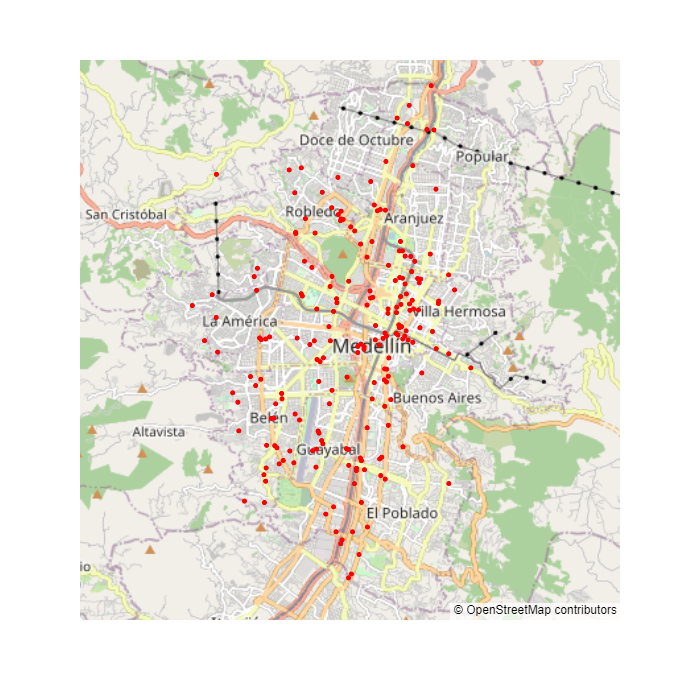 Doce de Octubre
Popular
San Cristóbal
Robledo
Aranjuez
La América
Villa Hermosa
Medellín
Buenos Aires
Belén
Altavista
Guayabal
El Poblado
© OpenStreetMap contributors